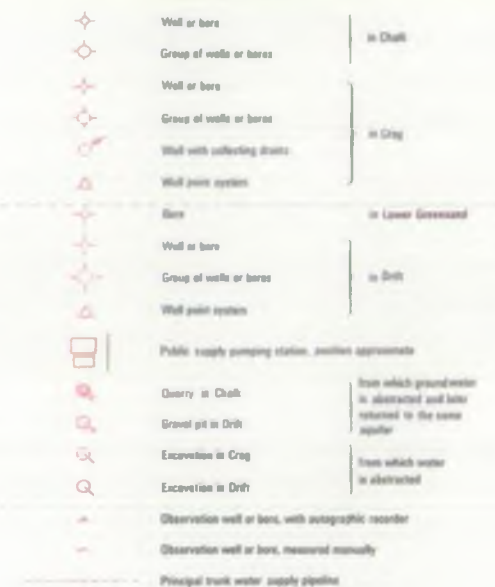 Well or bore
in Chalk
Group of wells or bores
Well or bore
Group of wells or bores
in Crag
Well with collecting drains
Well point system
Bore
in Lower Greensand
Well or bore
Group of wells or bores
in Drift
Well point system
Public supply pumping station, position approximate
Quarry in Chalk
Gravel pit in Drift
from which groundwater
is abstracted and later
returned to the same
aquifer
Excavation in Crag
Excavation in Drift
from which water
is abstracted
Observation well or bore, with autographic recorder
Observation well or bore, measured manually
Principal trunk water supply pipeline